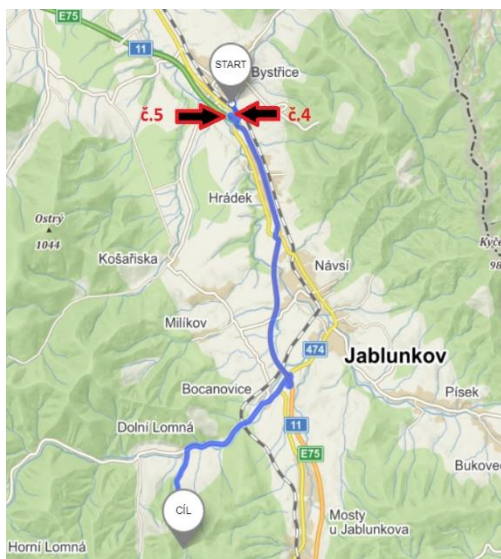 E75
11
START
Bystřice
č.5
č.4
Hrádek
Ostrý
1044
Košařiska
Návsí
Milíkov
474
Jablunkov
Bocanovice
Písek
Dolní Lomná
11
E75
CÍL
Mosty
u Jablunkova
Horní Lomná